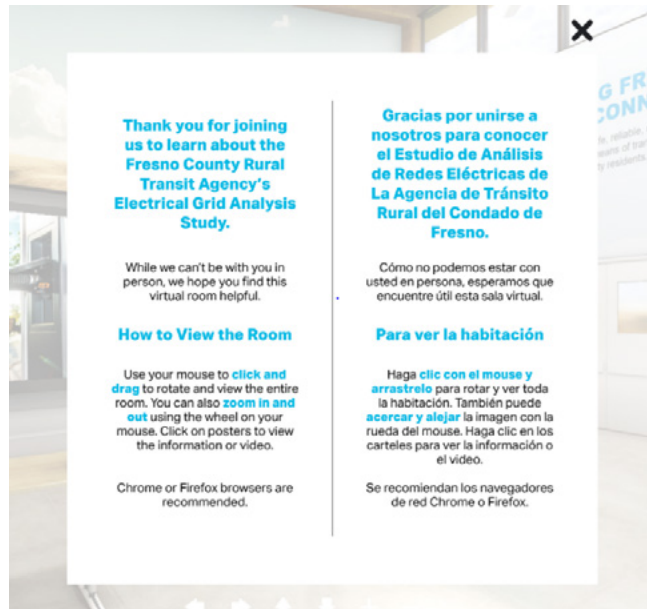 Thank you for joining
us to learn about the
Fresno County Rural
Transit Agency's
Electrical Grid Analysis
Study.
While we can't be with you in
person, we hope you find this
virtual room helpful.
How to View the Room
Use your mouse to click and
drag to rotate and view the entire
room. You can also zoom in and
out using the wheel on your
mouse. Click on posters to view
the information or video.
Chrome or Firefox browsers are
recommended.
Gracias por unirse a
nosotros para conocer
el Estudio de Análisis
de Redes Eléctricas de
La Agencia de Tránsito
Rural del Condado de
Fresno.
Cómo no podemos estar con
usted en persona, esperamos que
encuentre útil esta sala virtual.
Para ver la habitación
Haga clic con el mouse y
arrastrelo para rotar y ver toda
la habitación. También puede
acercar y alejar la imagen con la
rueda del mouse. Haga clic en los
carteles para ver la información o
el video.
Se recomiendan los navegadores
de red Chrome o Firefox.